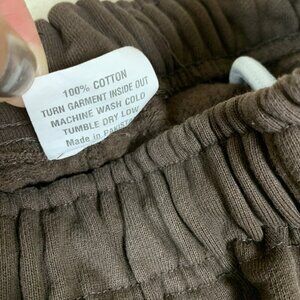 100% COTTON
TURN GARMENT INSIDE OUT
MACHINE WASH COLD
TUMBLE DRY LOW
Made in PAKISTAN